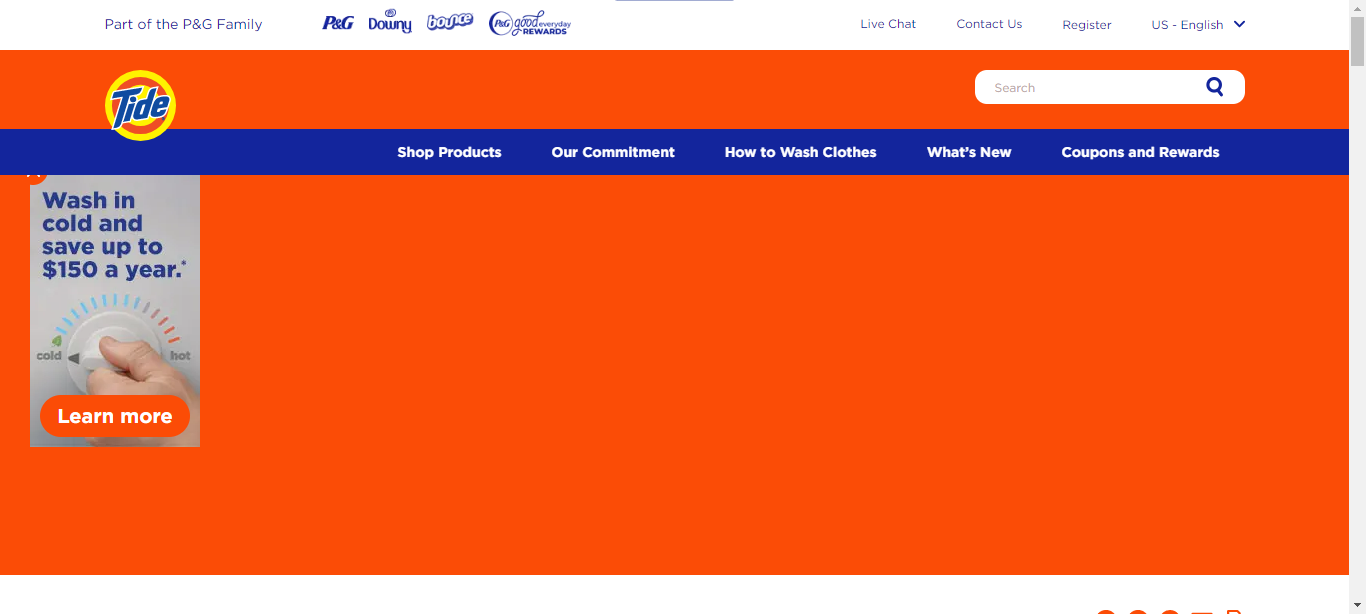 Part of the P&G Family
P&G Downy bounce P&G good everyday REWARDS
Live Chat
Contact Us
Register
US - English
Tide
Search
Shop Products
Our Commitment
How to Wash Clothes
What's New
Coupons and Rewards
Wash in
cold and
save up to
$150 a year.*
cold
hot
Learn more